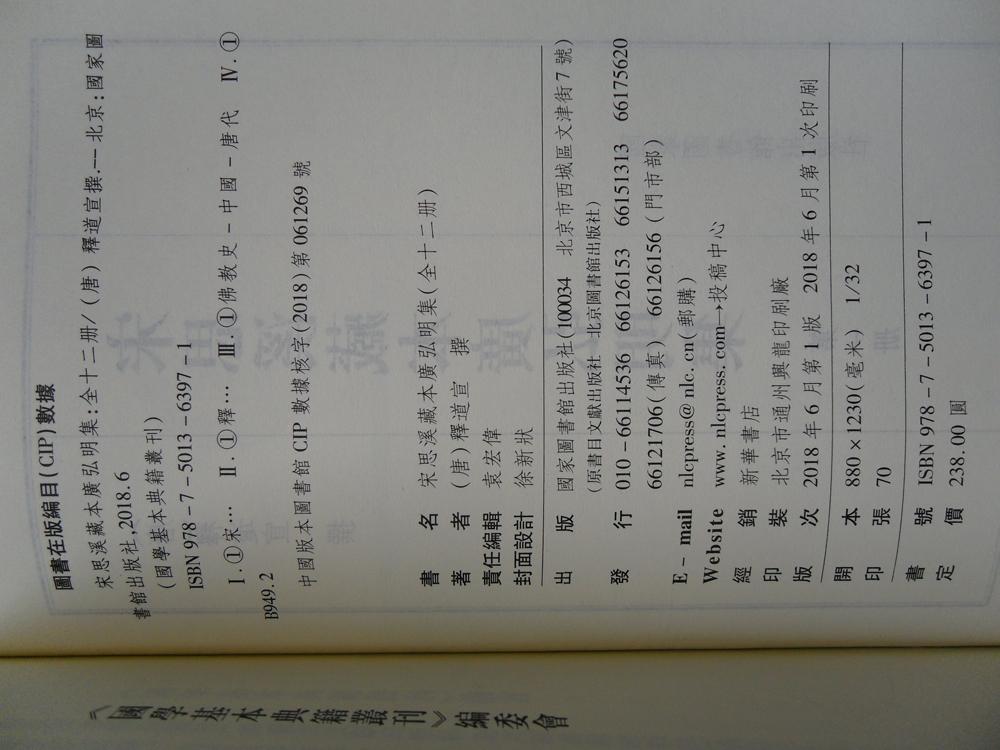 圖書在版編目(CIP)數據
宋思溪藏本廣弘明集:全十二册/(唐)釋道宣撰.--北京:國家圖
書館出版社,2018.6
(國學基本典籍叢刊)
ISBN 978-7-5013-6397-1
Ⅰ.①宋… Ⅱ.①釋… Ⅲ.①佛教史-中國-唐代 Ⅳ.①
B949.2
中國版本圖書館CIP數據核字(2018)第061269號
書名 宋思溪藏本廣弘明集(全十二册)
著者 (唐)釋道宣 撰
責任編輯 袁宏偉
封面設計 徐新狀
出版 國家圖書館出版社(100034 北京市西城區文津街7號)
(原書目文獻出版社 北京圖書館出版社)
發行 010-66114536 66126153 66151313 66175620
66121706(傳真) 66126156(門市部)
E-mail nlcpress@nlc.cn(郵購)
Website www.nlcpress.com→投稿中心
經銷 新華書店
印裝 北京市通州興龍印刷廠
版次 2018年6月第1版 2018年6月第1次印刷
開本 880×1230(毫米) 1/32
印張 70
書號 ISBN 978-7-5013-6397-1
定價 238.00圓
《國學基本典籍叢刊》編委會